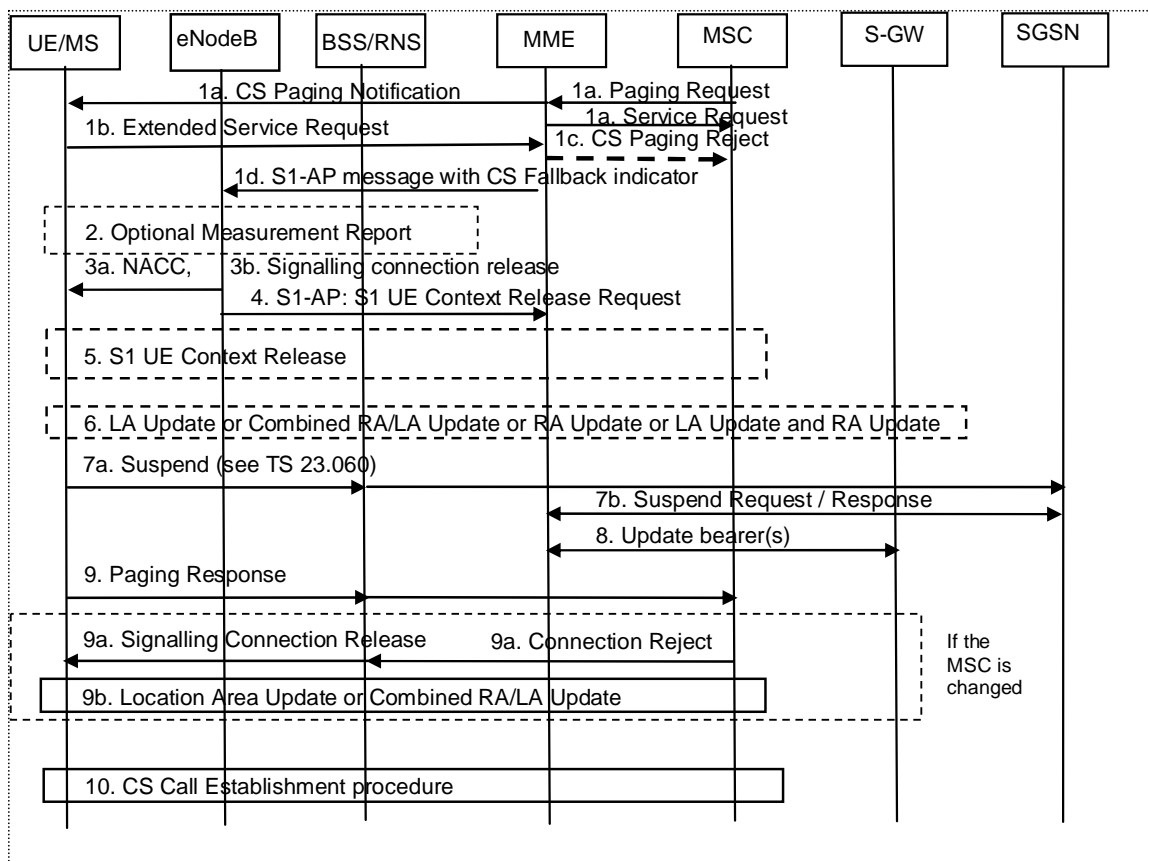 UE/MS
eNodeB
BSS/RNS
MME
MSC
S-GW
SGSN
1a. CS Paging Notification
1a. Paging Request
1a. Service Request
1b. Extended Service Request
1c. CS Paging Reject
1d. S1-AP message with CS Fallback indicator
2. Optional Measurement Report
3a. NACC,
3b. Signalling connection release
4. S1-AP: S1 UE Context Release Request
5. S1 UE Context Release
6. LA Update or Combined RA/LA Update or RA Update or LA Update and RA Update
7a. Suspend (see TS 23.060)
7b. Suspend Request / Response
8. Update bearer(s)
9. Paging Response
9a. Signalling Connection Release
9a. Connection Reject
If the
MSC is
changed
9b. Location Area Update or Combined RA/LA Update
10. CS Call Establishment procedure